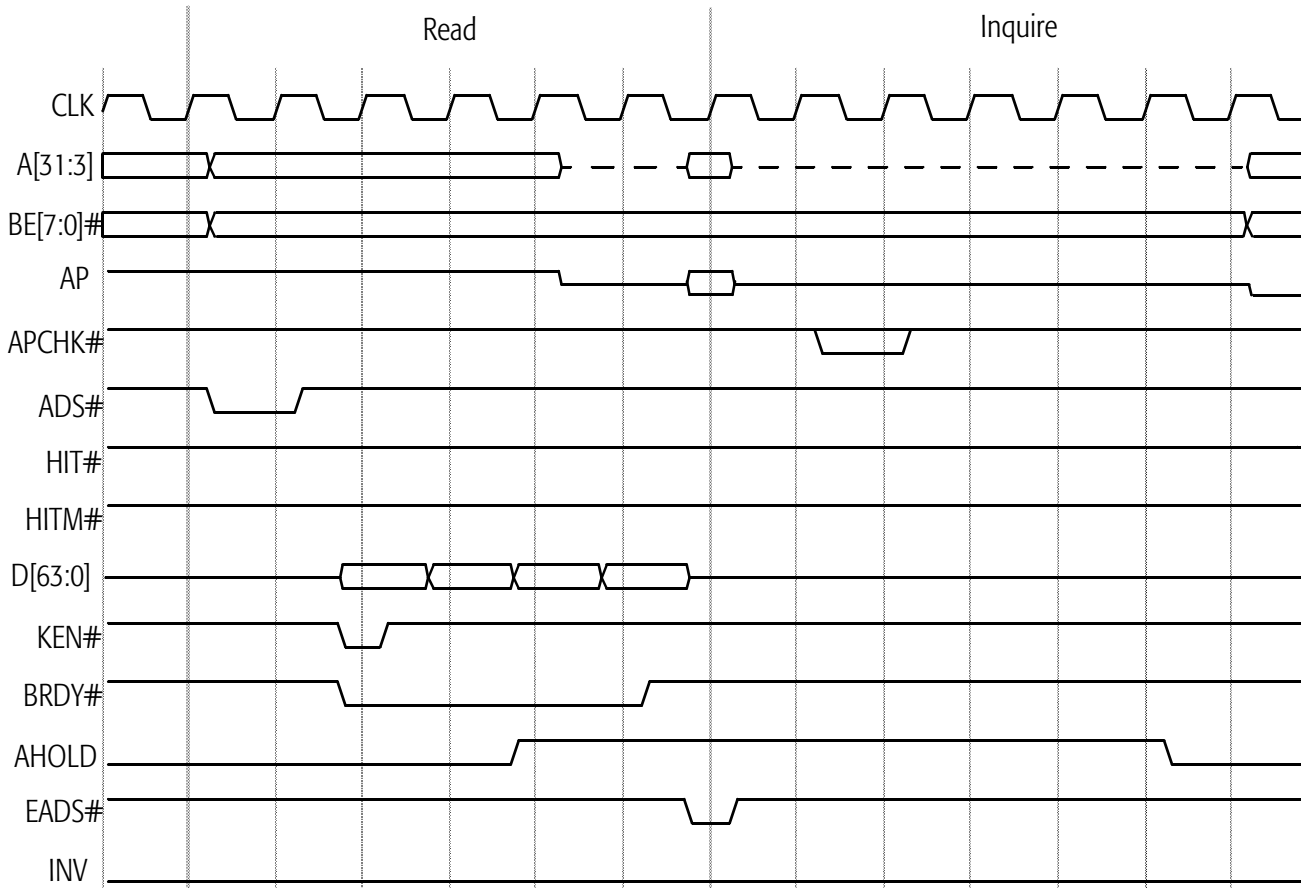 Read
Inquire
CLK
A[31:3]
BE[7:0]#
AP
APCHK#
ADS#
HIT#
HITM#
D[63:0]
KEN#
BRDY#
AHOLD
EADS#
INV